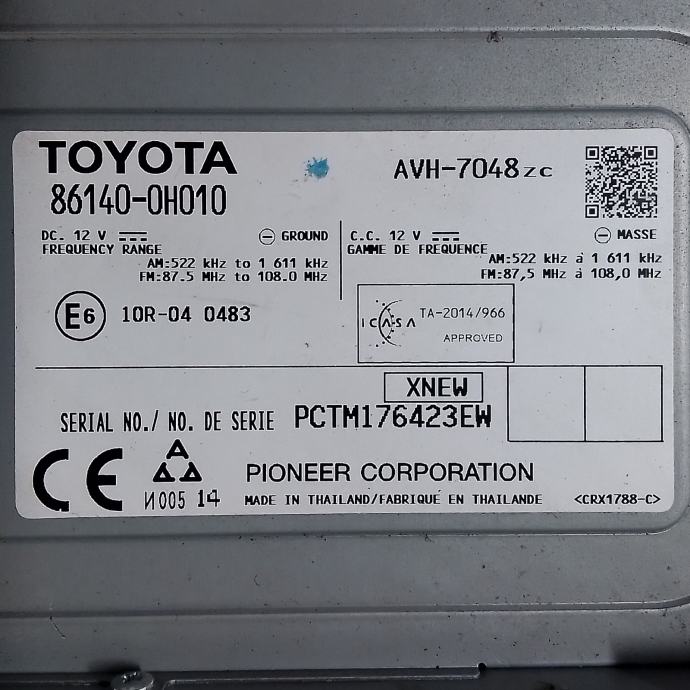 TOYOTA
86140-0H010
AVH-7048zc
DC. 12 V
GROUND
FREQUENCY RANGE
AM:522 kHz to 1 611 kHz
FM:87.5 MHz to 108.0 MHz
C.C. 12 V
MASSE
GAMME DE FREQUENCE
AM:522 kHz à 1 611 kHz
FM:87,5 MHz à 108,0 MHz
E6 10R-04 0483
ICASA TA-2014/966
APPROVED
XNEW
SERIAL NO./ NO. DE SERIE PCTM176423EW
CE
И005 14
PIONEER CORPORATION
MADE IN THAILAND/FABRIQUÉ EN THAILANDE <CRX1788-C>